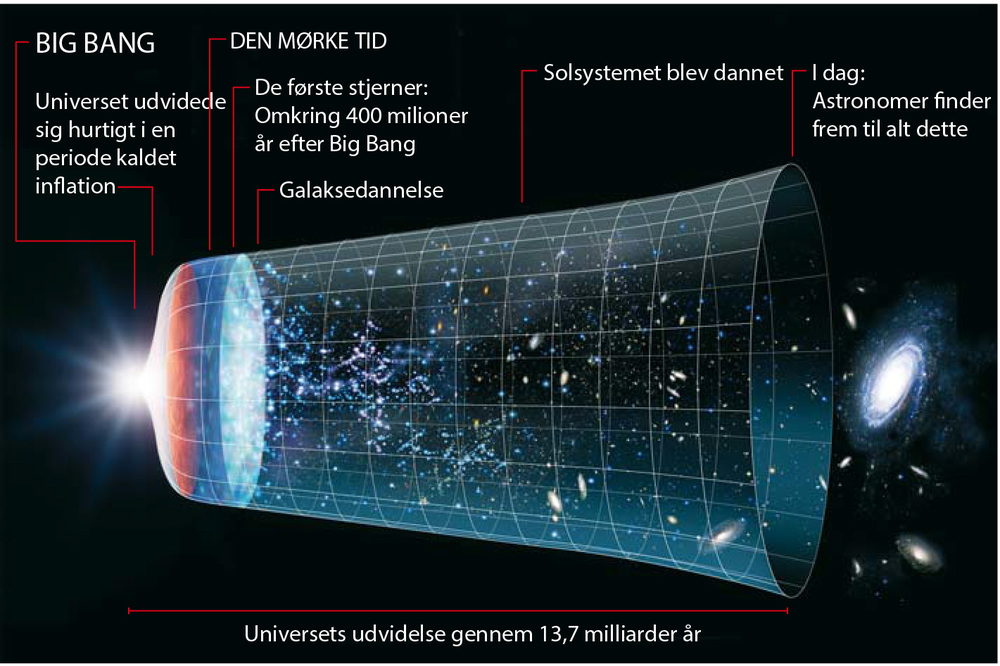 BIG BANG
Universet udvidede
sig hurtigt i en
periode kaldet
inflation
DEN MØRKE TID
De første stjerner:
Omkring 400 milioner
år efter Big Bang
Galaksedannelse
Solsystemet blev dannet
I dag:
Astronomer finder
frem til alt dette
Universets udvidelse gennem 13,7 milliarder år